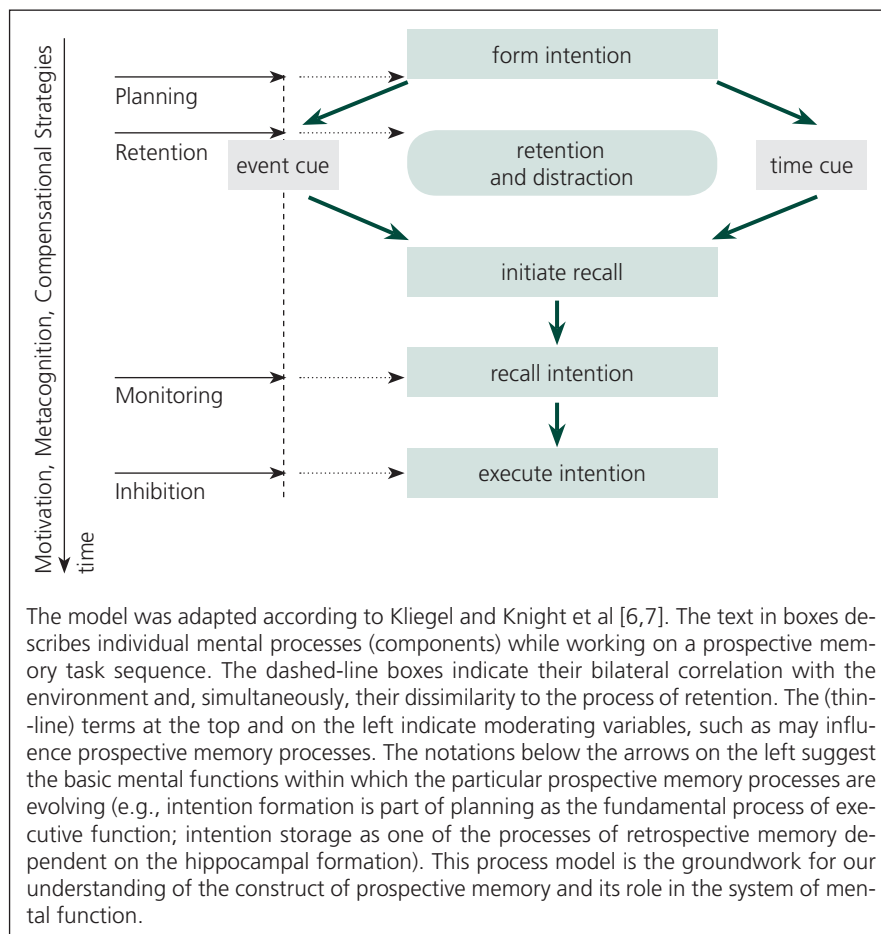 form intention
Planning
Retention
event cue
retention
and distraction
time cue
initiate recall
recall intention
Monitoring
execute intention
Inhibition
Motivation, Metacognition, Compensational Strategies
time
The model was adapted according to Kliegel and Knight et al [6,7]. The text in boxes de-
scribes individual mental processes (components) while working on a prospective mem-
ory task sequence. The dashed-line boxes indicate their bilateral correlation with the
environment and, simultaneously, their dissimilarity to the process of retention. The (thin-
-line) terms at the top and on the left indicate moderating variables, such as may influ-
ence prospective memory processes. The notations below the arrows on the left suggest
the basic mental functions within which the particular prospective memory processes are
evolving (e.g., intention formation is part of planning as the fundamental process of exe-
cutive function; intention storage as one of the processes of retrospective memory de-
pendent on the hippocampal formation). This process model is the groundwork for our
understanding of the construct of prospective memory and its role in the system of men-
tal function.